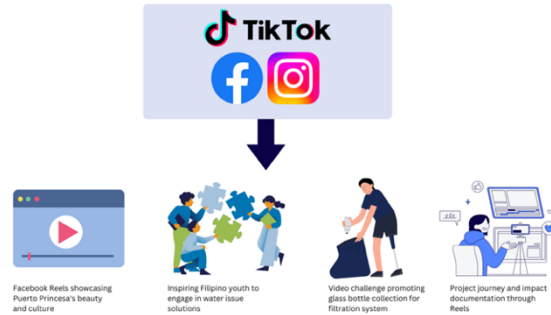 TikTok
Facebook Reels showcasing
Puerto Princesa's beauty
and culture
Inspiring Filipino youth to
engage in water issue
solutions
Video challenge promoting
glass bottle collection for
filtration system
Project journey and impact
documentation through
Reels